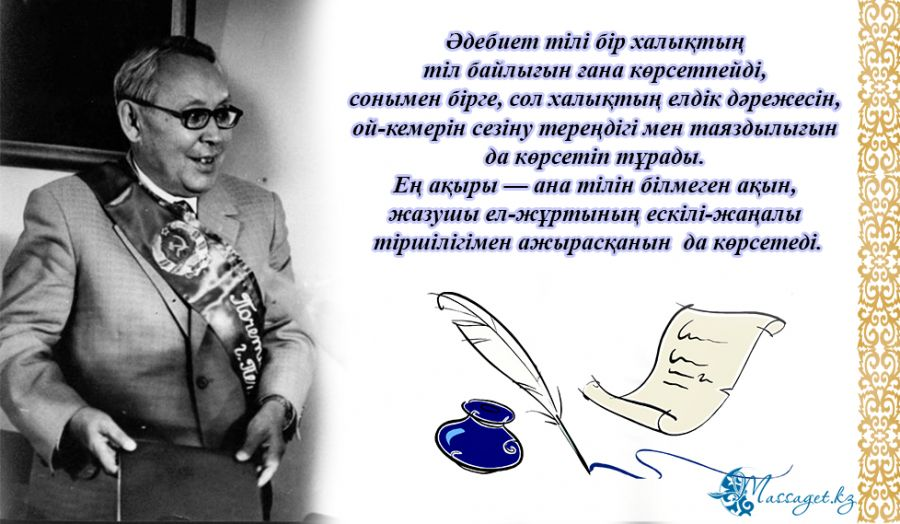 Әдебиет тілі бір халықтың
тіл байлығын ғана көрсетпейді,
сонымен бірге, сол халықтың елдік дәрежесін,
ой-кемерін сезіну тереңдігі мен таяздылығын
да көрсетіп тұрады.
Ең ақыры — ана тілін білмеген ақын,
жазушы ел-жұртының ескілі-жаңалы
тіршілігімен ажырасқанын да көрсетеді.
Massaget.kz